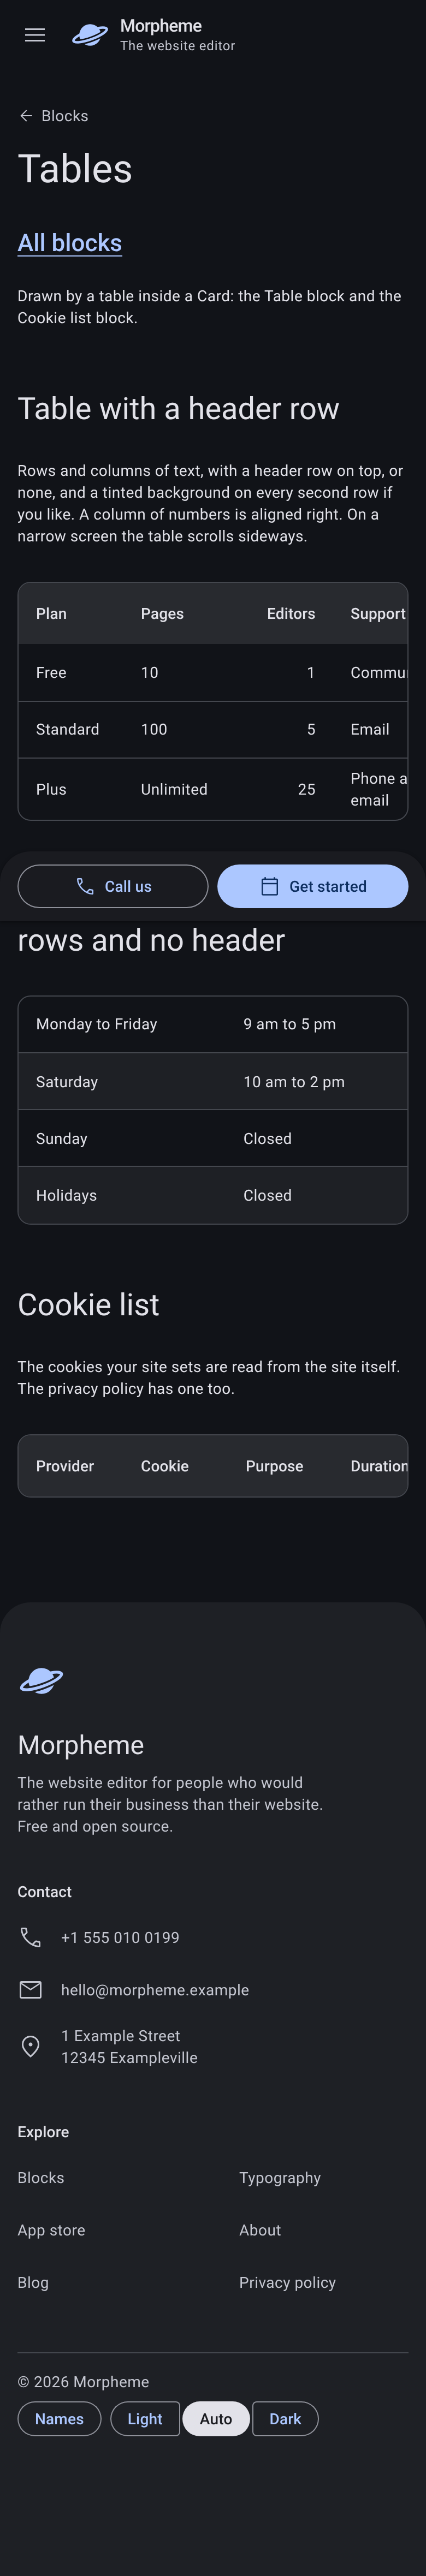 Morpheme
The website editor
Blocks
Tables
All blocks
Drawn by a table inside a Card: the Table block and the
Cookie list block.
Table with a header row
Rows and columns of text, with a header row on top, or
none, and a tinted background on every second row if
you like. A column of numbers is aligned right. On a
narrow screen the table scrolls sideways.
Plan Pages Editors Support
Free 10 1
Standard 100 5 Email
Plus Unlimited 25 Phone
email
Call us Get started
rows and no header
Monday to Friday 9 am to 5 pm
Saturday 10 am to 2 pm
Sunday Closed
Holidays Closed
Cookie list
The cookies your site sets are read from the site itself.
The privacy policy has one too.
Provider Cookie Purpose Duration
Morpheme
The website editor for people who would
rather run their business than their website.
Free and open source.
Contact
+1 555 010 0199
hello@morpheme.example
1 Example Street
12345 Exampleville
Explore
Blocks Typography
App store About
Blog Privacy policy
© 2026 Morpheme
Names Light Auto Dark